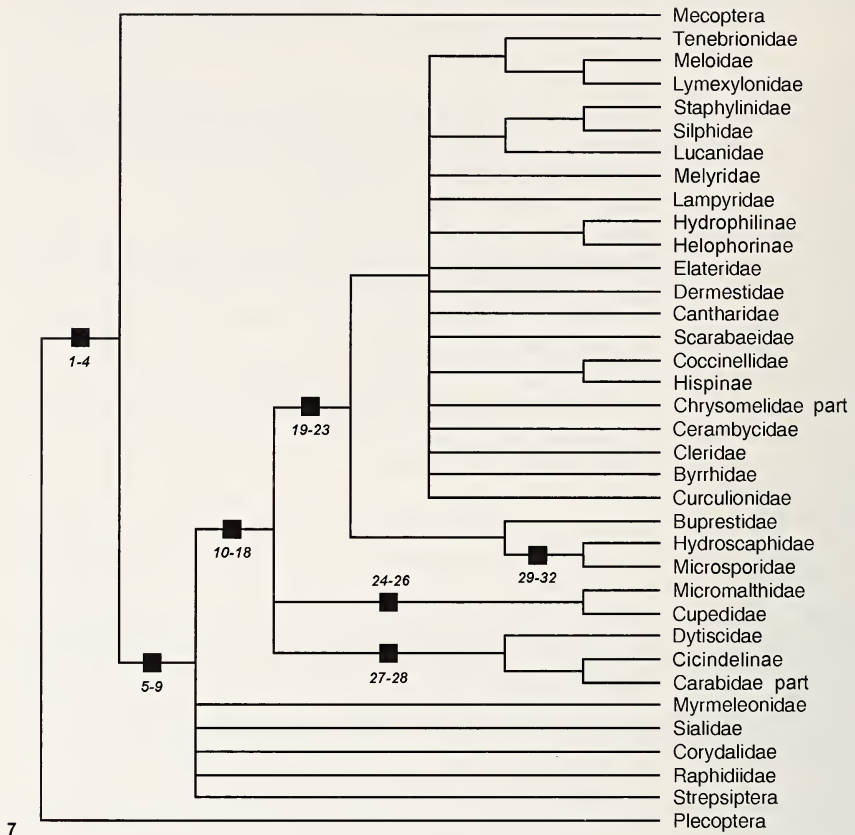 Mecoptera
Tenebrionidae
Meloidae
Lymexylonidae
Staphylinidae
Silphidae
Lucanidae
Melyridae
Lampyridae
Hydrophilinae
Helophorinae
Elateridae
Dermestidae
Cantharidae
Scarabaeidae
1-4
Coccinellidae
Hispinae
Chrysomelidae part
19-23
Cerambycidae
Cleridae
Byrrhidae
Curculionidae
Buprestidae
10-18
Hydroscaphidae
Microsporidae
24-26
29-32
Micromalthidae
Cupedidae
Dytiscidae
Cicindelinae
27-28
Carabidae part
5-9
Myrmeleonidae
Sialidae
Corydalidae
Raphidiidae
Strepsiptera
Plecoptera
7